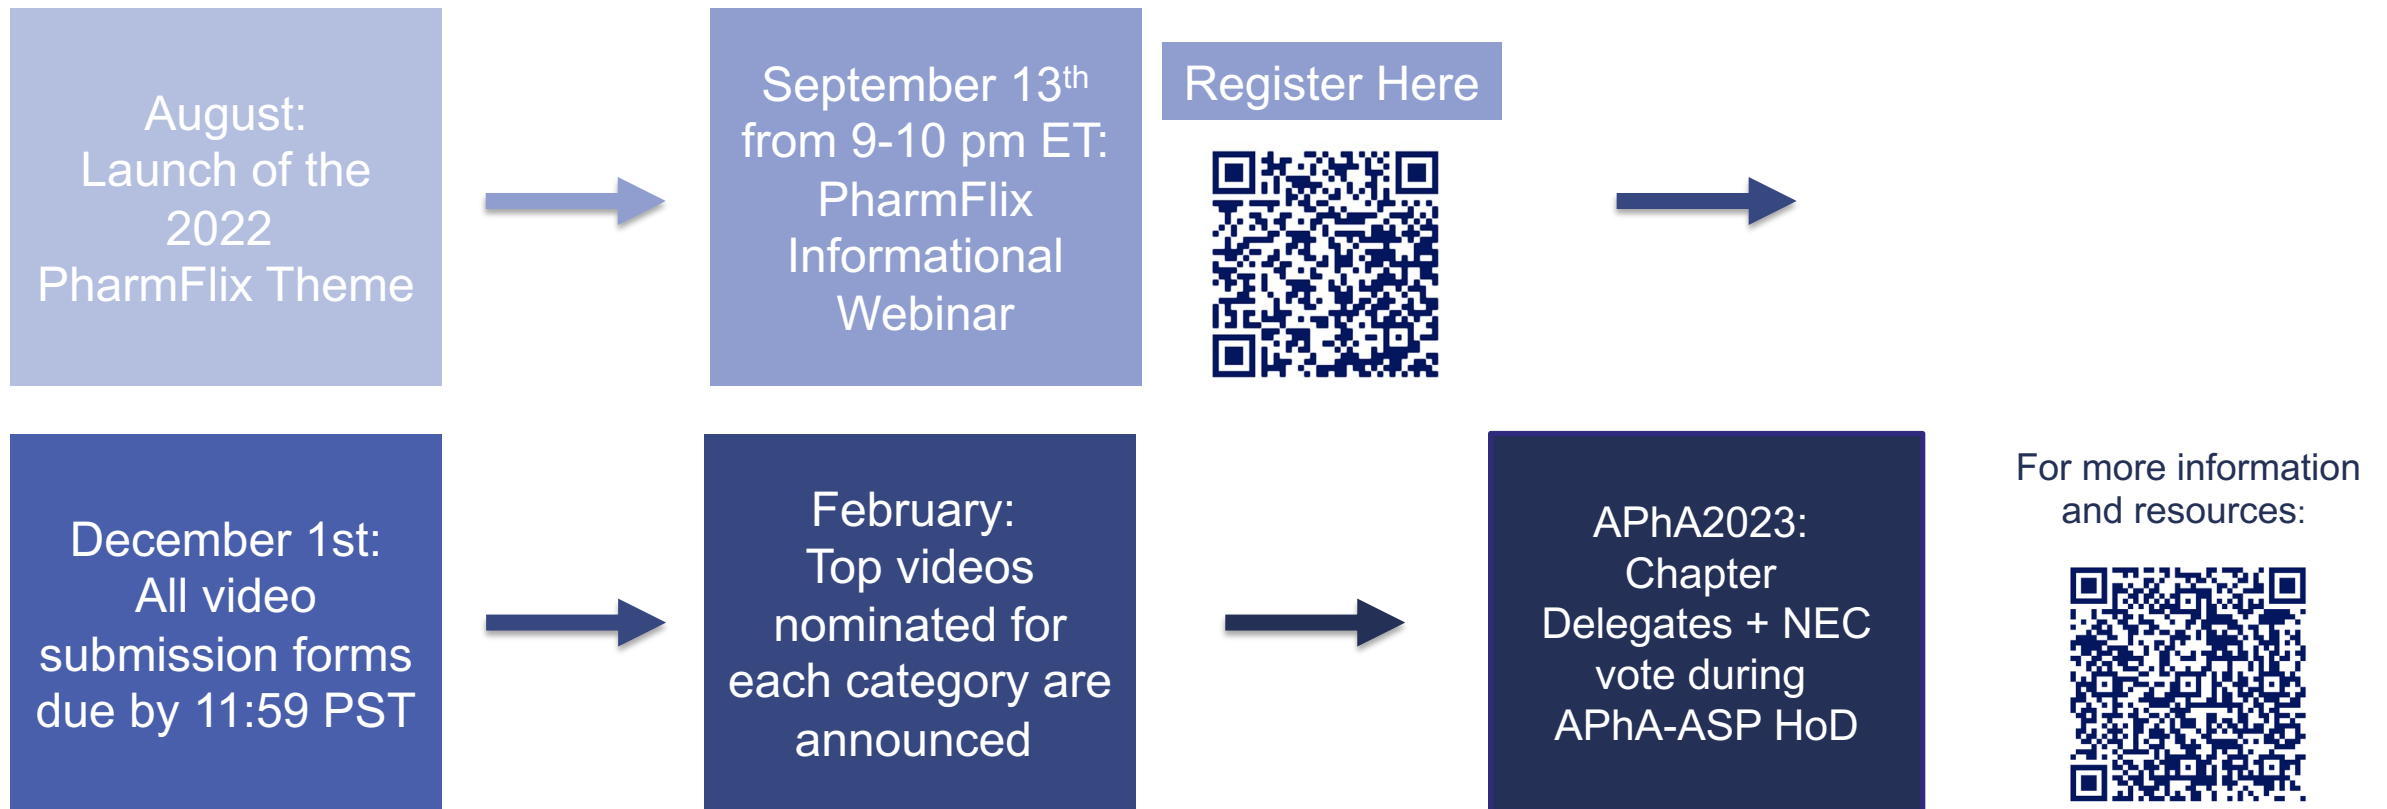 August:
Launch of the
2022
PharmFlix Theme
September 13th
from 9-10 pm ET:
PharmFlix
Informational
Webinar
Register Here
December 1st:
All video
submission forms
due by 11:59 PST
February:
Top videos
nominated for
each category are
announced
APhA2023:
Chapter
Delegates + NEC
vote during
APhA-ASP HoD
For more information
and resources: